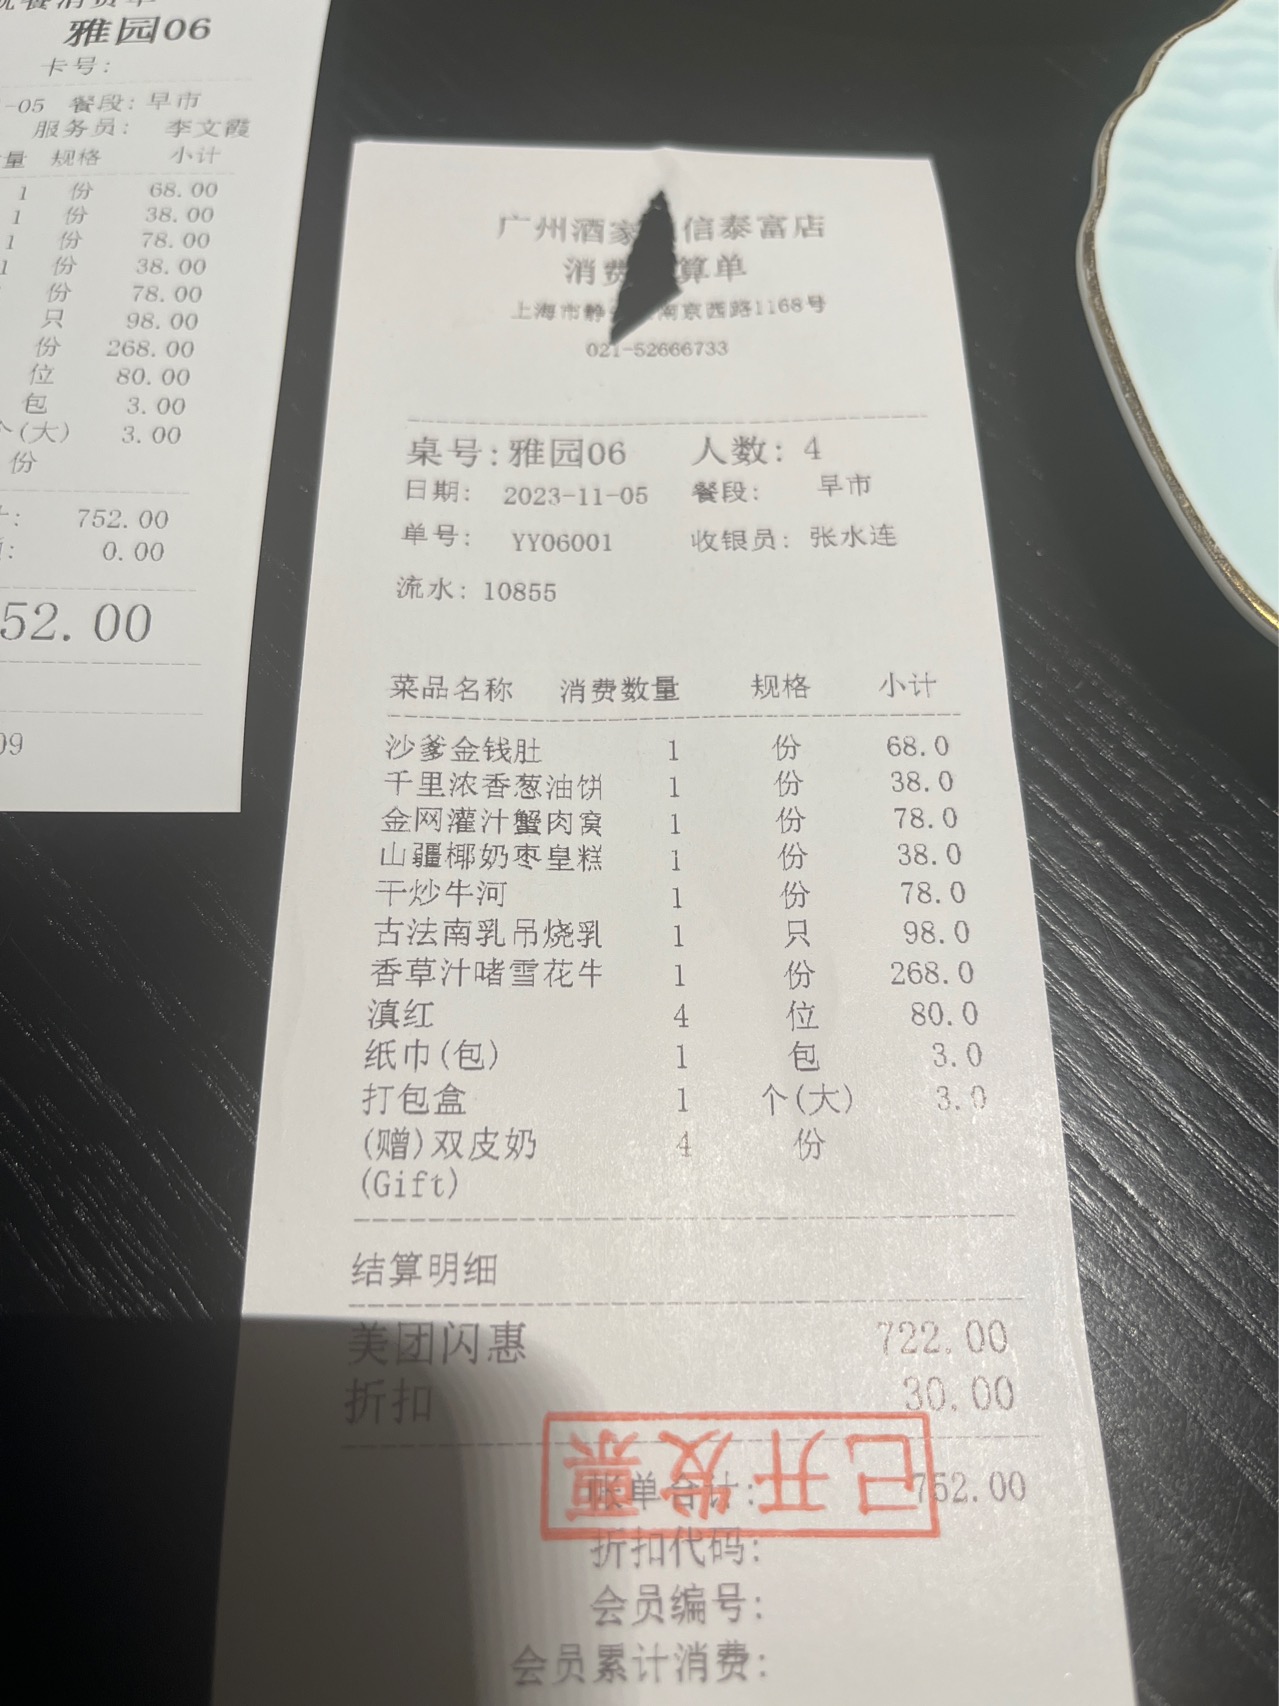 雅园06
卡号:
-05 餐段: 早市
服务员: 李文霞
量 规格 小计
1 份 68.00
1 份 38.00
1 份 78.00
1 份 38.00
份 78.00
只 98.00
份 268.00
位 80.00
包 3.00
个(大) 3.00
份
752.00
0.00
52.00
09
广州酒家 信泰富店
消费 算单
上海市静 南京西路1168号
021-52666733
桌号: 雅园06 人数: 4
日期: 2023-11-05 餐段: 早市
单号: YY06001 收银员: 张水连
流水: 10855
菜品名称 消费数量 规格 小计
沙爹金钱肚 1 份 68.0
千里浓香葱油饼 1 份 38.0
金网灌汁蟹肉窝 1 份 78.0
山疆椰奶枣皇糕 1 份 38.0
干炒牛河 1 份 78.0
古法南乳吊烧乳 1 只 98.0
香草汁啫雪花牛 1 份 268.0
滇红 4 位 80.0
纸巾(包) 1 包 3.0
打包盒 1 个(大) 3.0
(赠)双皮奶 4 份
(Gift)
结算明细
美团闪惠 722.00
折扣 30.00
已开发票
帐单合计: 752.00
折扣代码:
会员编号:
会员累计消费: